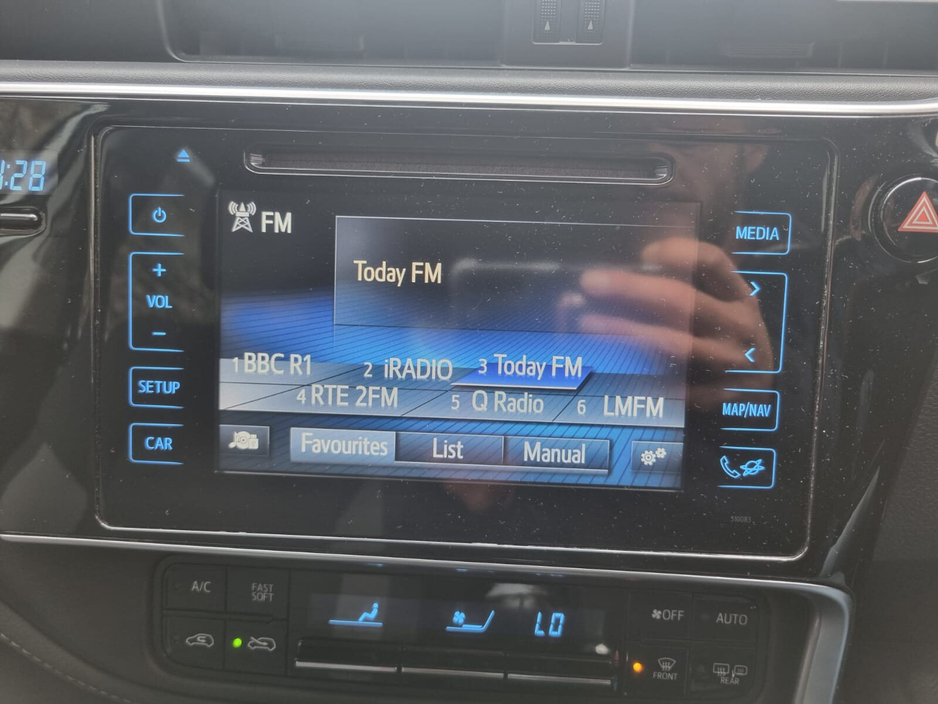 :28
FM
MEDIA
Today FM
+
VOL
−
1 BBC R1 2 iRADIO 3 Today FM
SETUP
4 RTE 2FM 5 Q Radio 6 LMFM
MAP/NAV
CAR
Favourites List Manual
310083
A/C
FAST
SOFT
LO
OFF
AUTO
FRONT
REAR